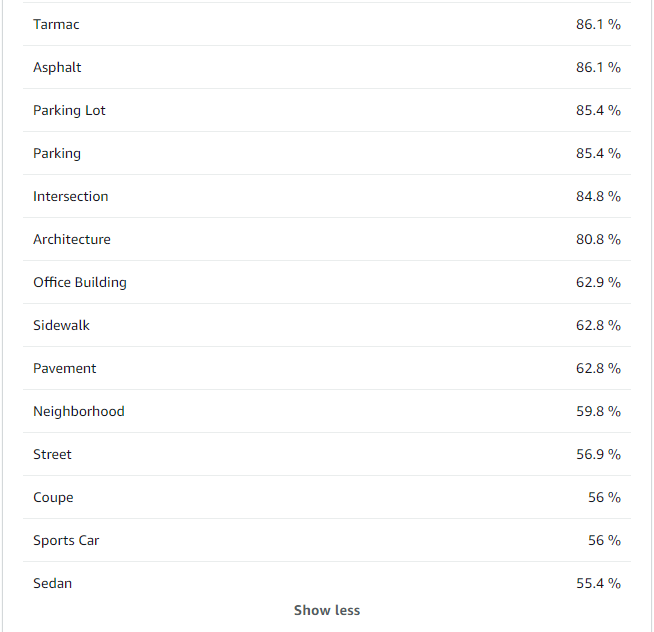 Tarmac 86.1 %
Asphalt 86.1 %
Parking Lot 85.4 %
Parking 85.4 %
Intersection 84.8 %
Architecture 80.8 %
Office Building 62.9 %
Sidewalk 62.8 %
Pavement 62.8 %
Neighborhood 59.8 %
Street 56.9 %
Coupe 56 %
Sports Car 56 %
Sedan 55.4 %
Show less